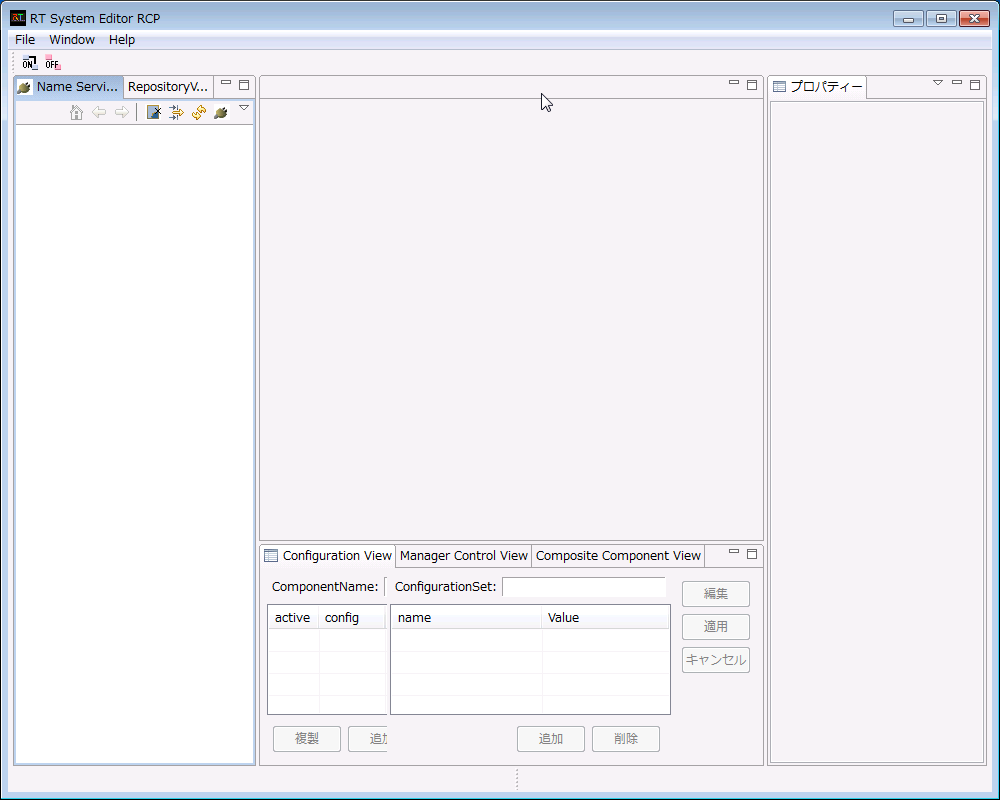 RT System Editor RCP
File Window Help
ON OFF
Name Servi... RepositoryV...
プロパティー
Configuration View Manager Control View Composite Component View
ComponentName: ConfigurationSet:
編集
active config name Value
適用
キャンセル
複製 追加 追加 削除